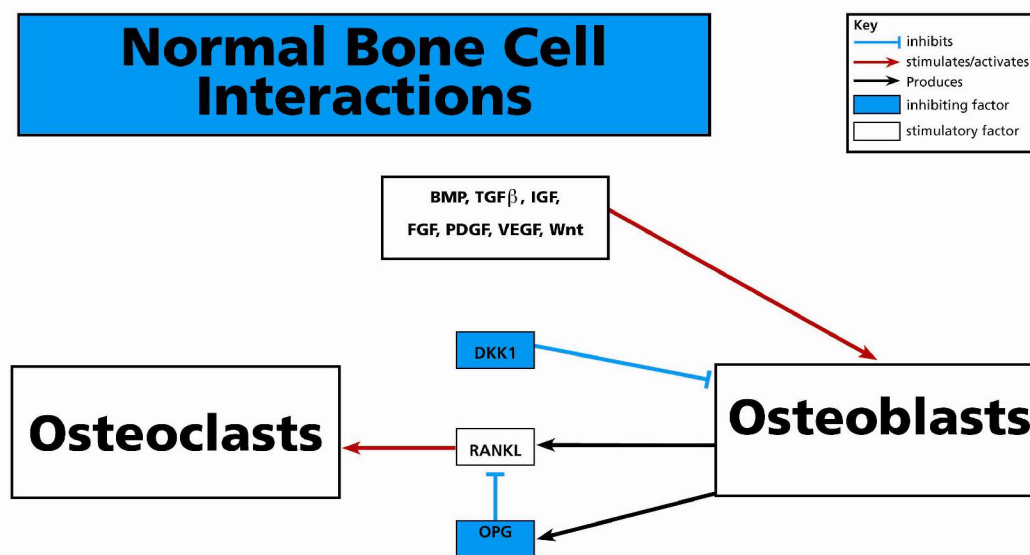 Normal Bone Cell
Interactions
Key
inhibits
stimulates/activates
Produces
inhibiting factor
stimulatory factor
BMP, TGFβ, IGF,
FGF, PDGF, VEGF, Wnt
DKK1
Osteoclasts
RANKL
Osteoblasts
OPG